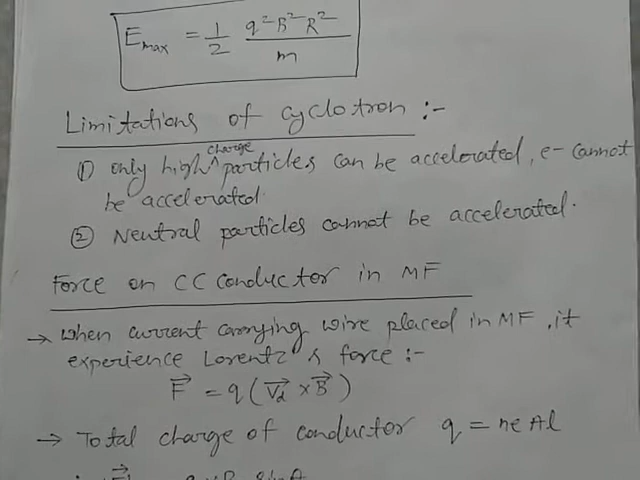 E max = 1/2 q²B²R²/m
Limitations of cyclotron :-
① only high charge particles can be accelerated, e- cannot
be accelerated.
② Neutral particles cannot be accelerated.
Force on CC conductor in MF
→ When current carrying wire placed in MF, it
experience Lorentz force :-
F⃗ = q(V⃗d × B⃗)
→ Total charge of conductor q = neAl